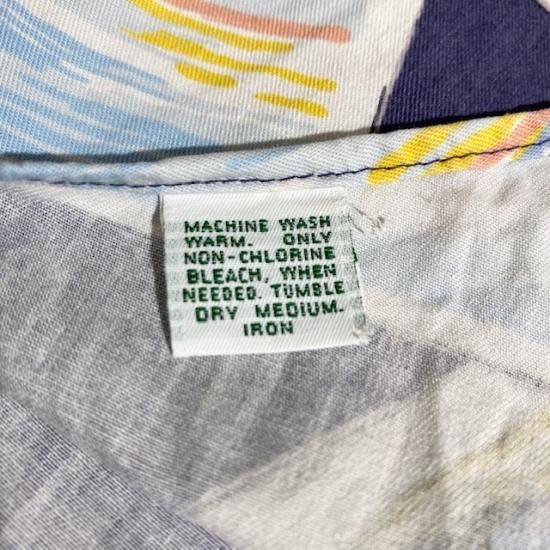 MACHINE WASH
WARM. ONLY
NON-CHLORINE
BLEACH, WHEN
NEEDED. TUMBLE
DRY MEDIUM.
IRON